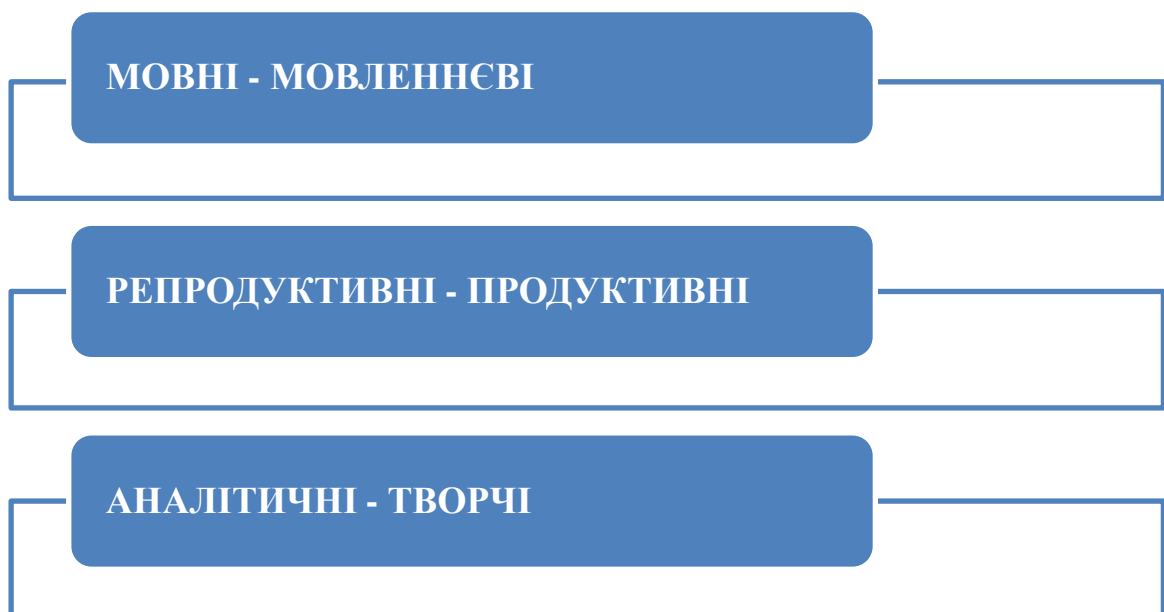 МОВНІ - МОВЛЕННЄВІ
РЕПРОДУКТИВНІ - ПРОДУКТИВНІ
АНАЛІТИЧНІ - ТВОРЧІ